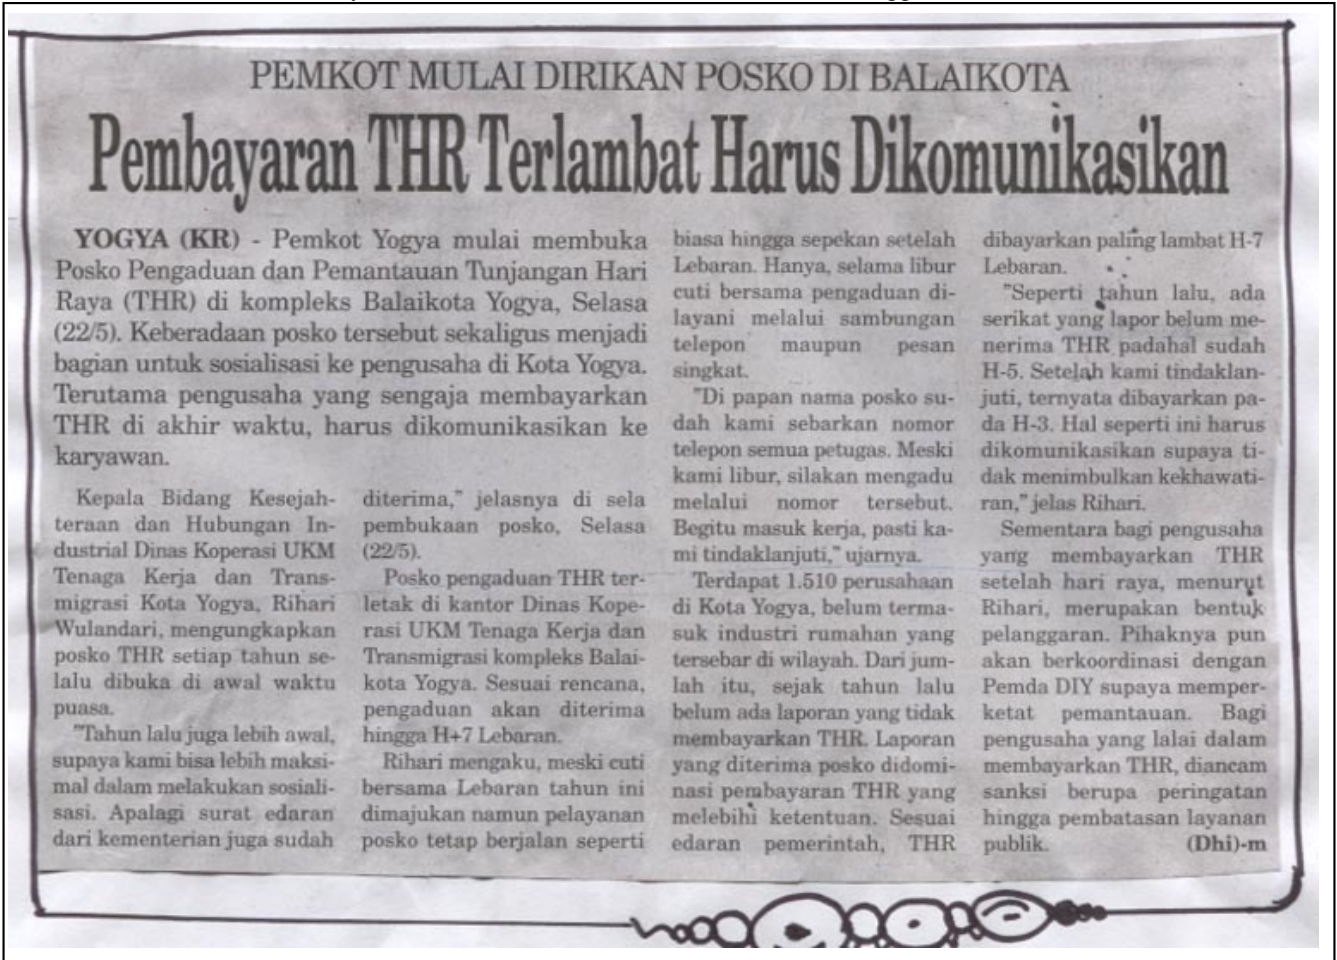 PEMKOT MULAI DIRIKAN POSKO DI BALAIKOTA
Pembayaran THR Terlambat Harus Dikomunikasikan
YOGYA (KR) - Pemkot Yogya mulai membuka
Posko Pengaduan dan Pemantauan Tunjangan Hari
Raya (THR) di kompleks Balaikota Yogya, Selasa
(22/5). Keberadaan posko tersebut sekaligus menjadi
bagian untuk sosialisasi ke pengusaha di Kota Yogya.
Terutama pengusaha yang sengaja membayarkan
THR di akhir waktu, harus dikomunikasikan ke
karyawan.
Kepala Bidang Kesejah-
teraan dan Hubungan In-
dustrial Dinas Koperasi UKM
Tenaga Kerja dan Trans-
migrasi Kota Yogya, Rihari
Wulandari, mengungkapkan
posko THR setiap tahun se-
lalu dibuka di awal waktu
puasa.
"Tahun lalu juga lebih awal,
supaya kami bisa lebih maksi-
mal dalam melakukan sosiali-
sasi. Apalagi surat edaran
dari kementerian juga sudah
diterima," jelasnya di sela
pembukaan posko, Selasa
(22/5).
Posko pengaduan THR ter-
letak di kantor Dinas Kope-
rasi UKM Tenaga Kerja dan
Transmigrasi kompleks Balai-
kota Yogya. Sesuai rencana,
pengaduan akan diterima
hingga H+7 Lebaran.
Rihari mengaku, meski cuti
bersama Lebaran tahun ini
dimajukan namun pelayanan
posko tetap berjalan seperti
biasa hingga sepekan setelah
Lebaran. Hanya, selama libur
cuti bersama pengaduan di-
layani melalui sambungan
telepon maupun pesan
singkat.
"Di papan nama posko su-
dah kami sebarkan nomor
telepon semua petugas. Meski
kami libur, silakan mengadu
melalui nomor tersebut.
Begitu masuk kerja, pasti ka-
mi tindaklanjuti," ujarnya.
Terdapat 1.510 perusahaan
di Kota Yogya, belum terma-
suk industri rumahan yang
tersebar di wilayah. Dari jum-
lah itu, sejak tahun lalu
belum ada laporan yang tidak
membayarkan THR. Laporan
yang diterima posko didomi-
nasi pembayaran THR yang
melebihi ketentuan. Sesuai
edaran pemerintah, THR
dibayarkan paling lambat H-7
Lebaran.
"Seperti tahun lalu, ada
serikat yang lapor belum me-
nerima THR padahal sudah
H-5. Setelah kami tindaklan-
juti, ternyata dibayarkan pa-
da H-3. Hal seperti ini harus
dikomunikasikan supaya ti-
dak menimbulkan kekhawati-
ran," jelas Rihari.
Sementara bagi pengusaha
yang membayarkan THR
setelah hari raya, menurut
Rihari, merupakan bentuk
pelanggaran. Pihaknya pun
akan berkoordinasi dengan
Pemda DIY supaya memper-
ketat pemantauan. Bagi
pengusaha yang lalai dalam
membayarkan THR, diancam
sanksi berupa peringatan
hingga pembatasan layanan
publik. (Dhi)-m